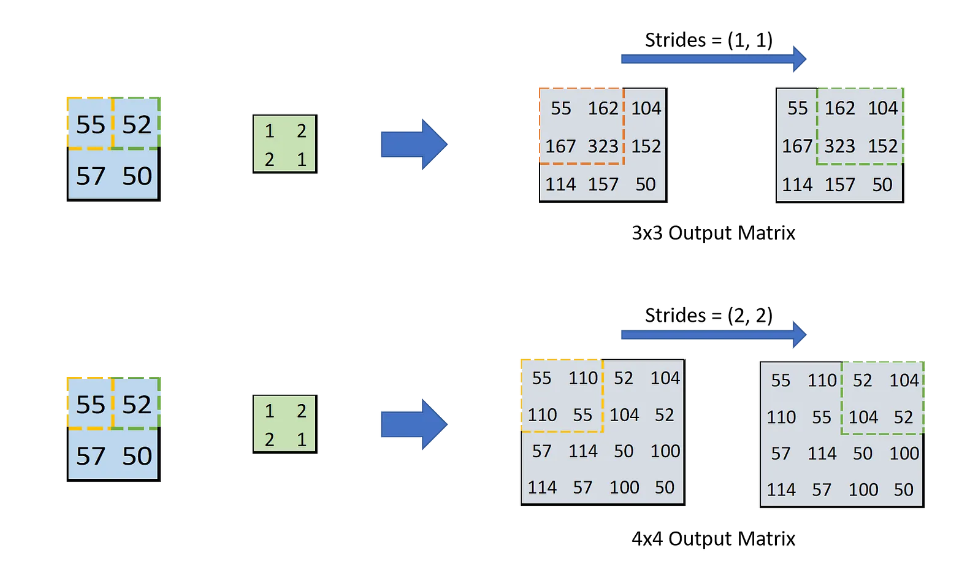 Strides = (1, 1)
55 52
57 50
1 2
2 1
55 162 104
167 323 152
114 157 50
55 162 104
167 323 152
114 157 50
3x3 Output Matrix
Strides = (2, 2)
55 52
57 50
1 2
2 1
55 110 52 104
110 55 104 52
57 114 50 100
114 57 100 50
55 110 52 104
110 55 104 52
57 114 50 100
114 57 100 50
4x4 Output Matrix